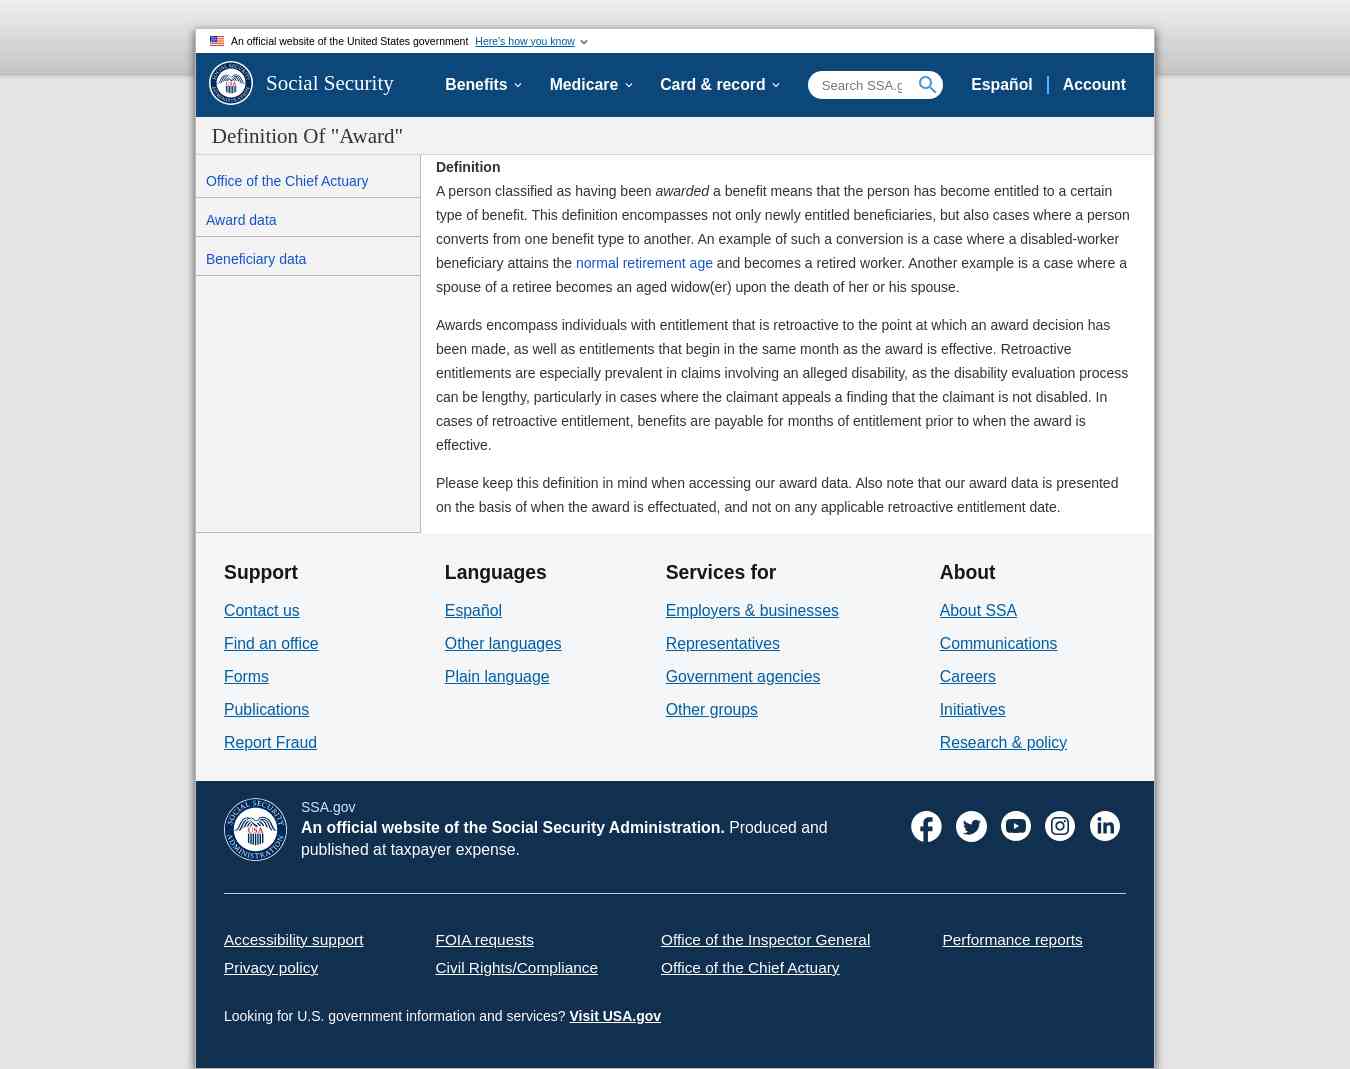 An official website of the United States government Here's how you know
Social Security
Benefits
Medicare
Card & record
Search SSA.g
Español
Account
Definition Of "Award"
Office of the Chief Actuary
Award data
Beneficiary data
Definition
A person classified as having been awarded a benefit means that the person has become entitled to a certain
type of benefit. This definition encompasses not only newly entitled beneficiaries, but also cases where a person
converts from one benefit type to another. An example of such a conversion is a case where a disabled-worker
beneficiary attains the normal retirement age and becomes a retired worker. Another example is a case where a
spouse of a retiree becomes an aged widow(er) upon the death of her or his spouse.
Awards encompass individuals with entitlement that is retroactive to the point at which an award decision has
been made, as well as entitlements that begin in the same month as the award is effective. Retroactive
entitlements are especially prevalent in claims involving an alleged disability, as the disability evaluation process
can be lengthy, particularly in cases where the claimant appeals a finding that the claimant is not disabled. In
cases of retroactive entitlement, benefits are payable for months of entitlement prior to when the award is
effective.
Please keep this definition in mind when accessing our award data. Also note that our award data is presented
on the basis of when the award is effectuated, and not on any applicable retroactive entitlement date.
Support
Contact us
Find an office
Forms
Publications
Report Fraud
Languages
Español
Other languages
Plain language
Services for
Employers & businesses
Representatives
Government agencies
Other groups
About
About SSA
Communications
Careers
Initiatives
Research & policy
SOCIAL SECURITY
USA
ADMINISTRATION
SSA.gov
An official website of the Social Security Administration. Produced and
published at taxpayer expense.
Accessibility support
FOIA requests
Office of the Inspector General
Performance reports
Privacy policy
Civil Rights/Compliance
Office of the Chief Actuary
Looking for U.S. government information and services? Visit USA.gov